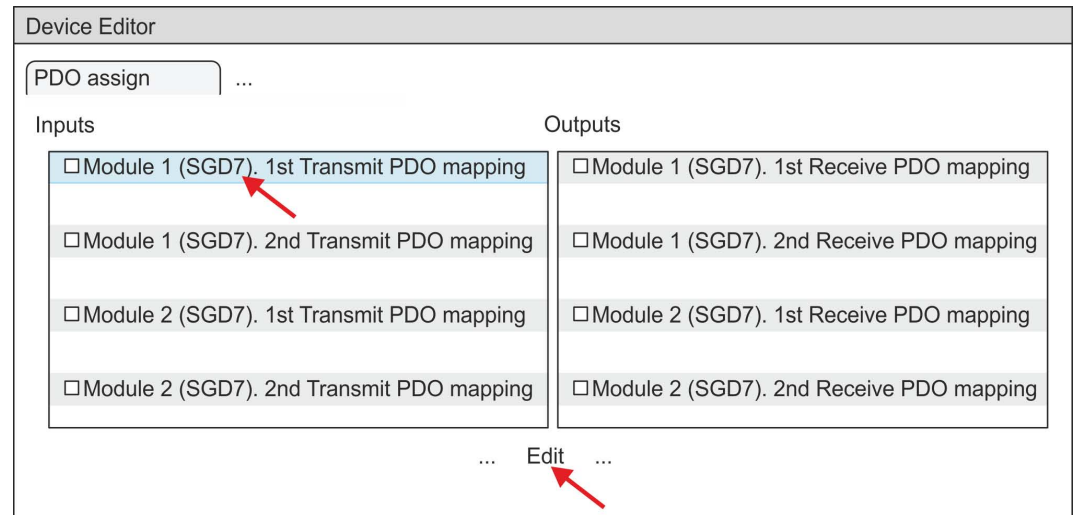 Device Editor
PDO assign ...
Inputs Outputs
Module 1 (SGD7). 1st Transmit PDO mapping Module 1 (SGD7). 1st Receive PDO mapping
Module 1 (SGD7). 2nd Transmit PDO mapping Module 1 (SGD7). 2nd Receive PDO mapping
Module 2 (SGD7). 1st Transmit PDO mapping Module 2 (SGD7). 1st Receive PDO mapping
Module 2 (SGD7). 2nd Transmit PDO mapping Module 2 (SGD7). 2nd Receive PDO mapping
... Edit ...